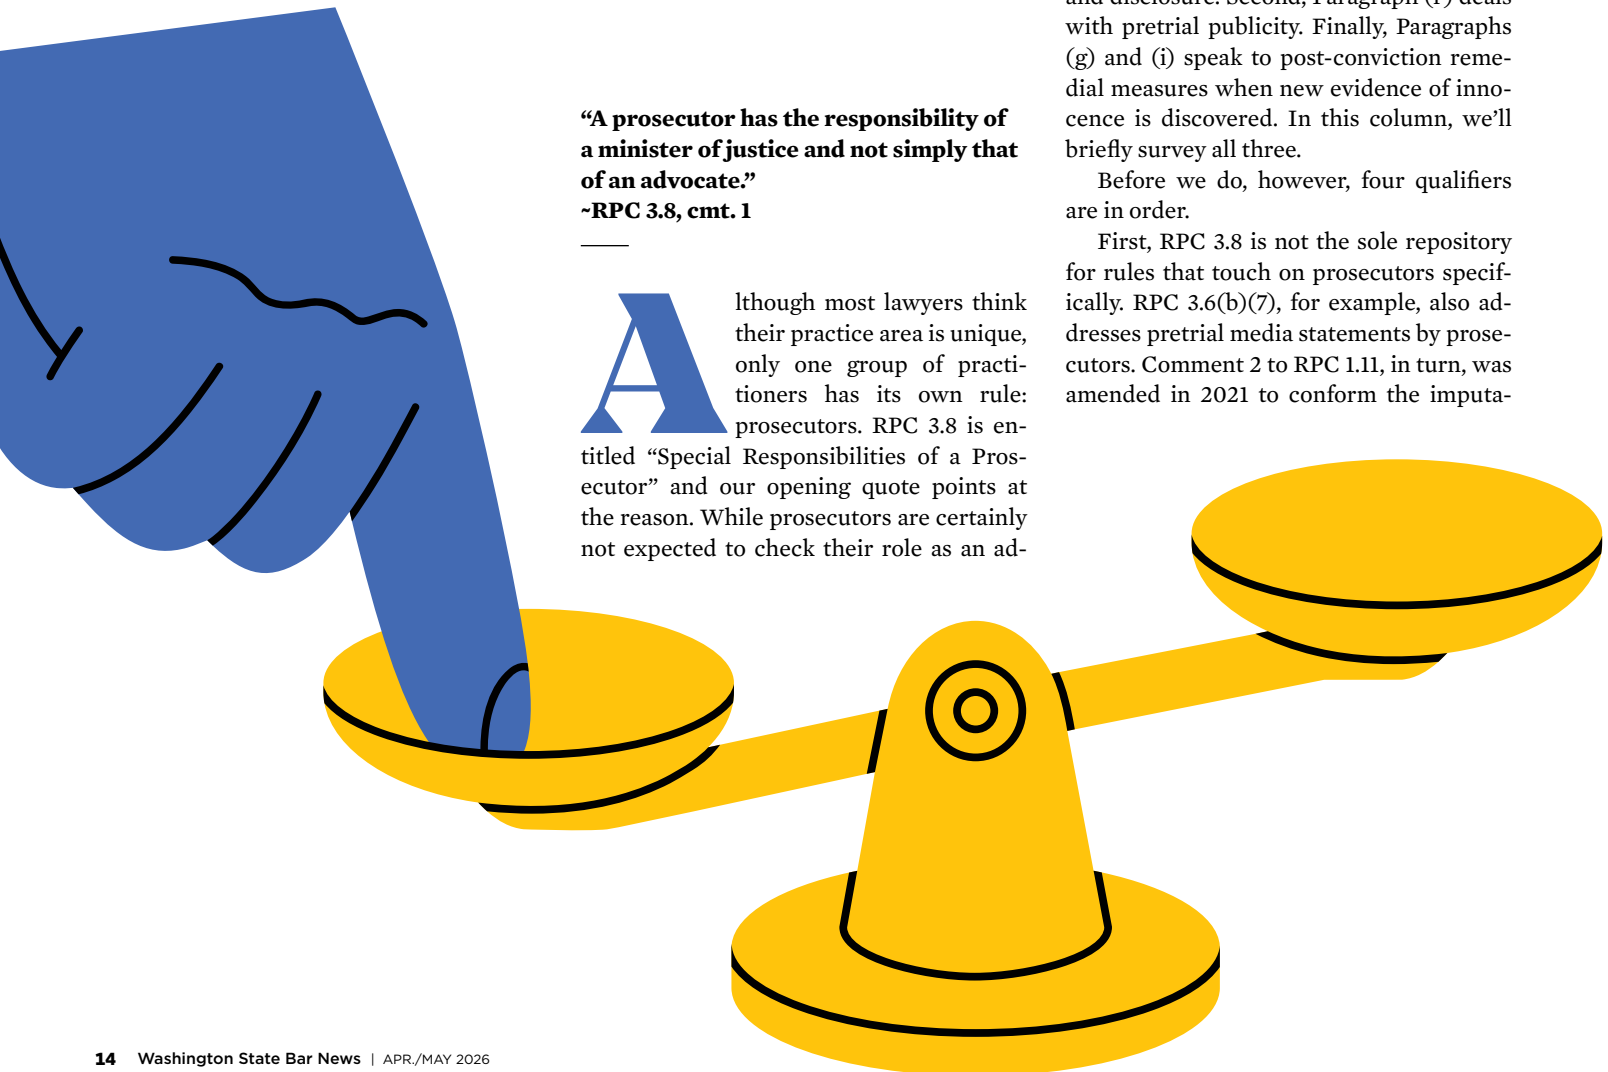 “A prosecutor has the responsibility of
a minister of justice and not simply that
of an advocate.”
~RPC 3.8, cmt. 1
Although most lawyers think
their practice area is unique,
only one group of practi-
tioners has its own rule:
prosecutors. RPC 3.8 is en-
titled “Special Responsibilities of a Pros-
ecutor” and our opening quote points at
the reason. While prosecutors are certainly
not expected to check their role as an ad-
and disclosure. Second, Paragraph (f) deals
with pretrial publicity. Finally, Paragraphs
(g) and (i) speak to post-conviction reme-
dial measures when new evidence of inno-
cence is discovered. In this column, we’ll
briefly survey all three.
Before we do, however, four qualifiers
are in order.
First, RPC 3.8 is not the sole repository
for rules that touch on prosecutors specif-
ically. RPC 3.6(b)(7), for example, also ad-
dresses pretrial media statements by prose-
cutors. Comment 2 to RPC 1.11, in turn, was
amended in 2021 to conform the imputa-
14 Washington State Bar News | APR./MAY 2026